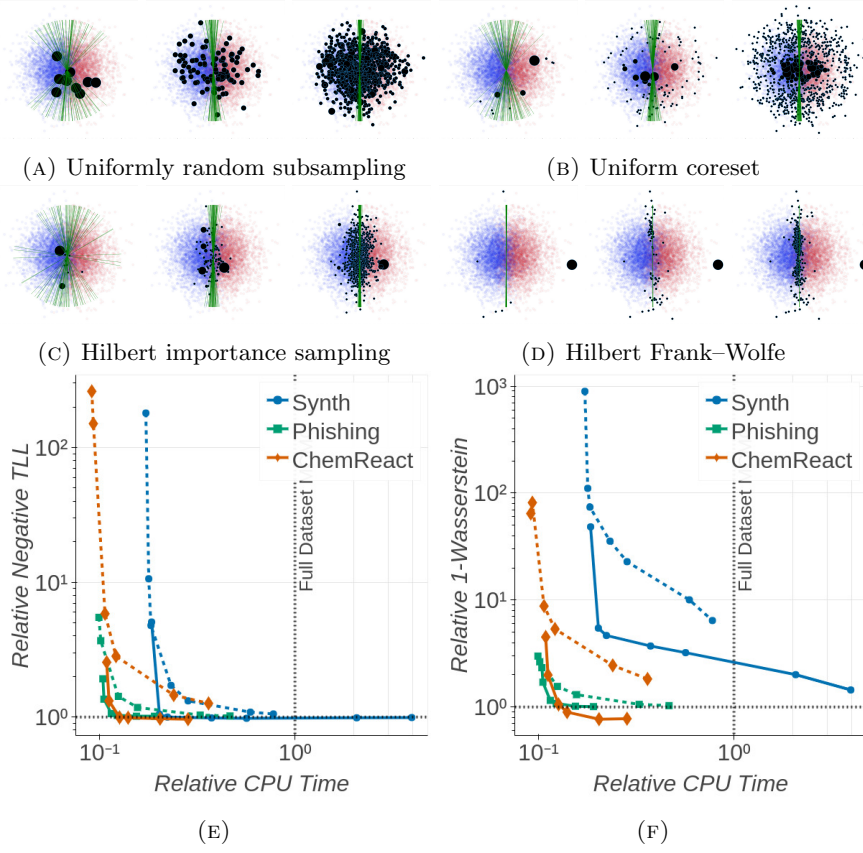 (A) Uniformly random subsampling
(B) Uniform coreset
(C) Hilbert importance sampling
(D) Hilbert Frank–Wolfe
Relative Negative TLL
10²
10¹
10⁰
Synth
Phishing
ChemReact
Full Dataset
10⁻¹
10⁰
Relative CPU Time
(E)
Relative 1-Wasserstein
10³
10²
10¹
10⁰
Synth
Phishing
ChemReact
Full Dataset
10⁻¹
10⁰
Relative CPU Time
(F)